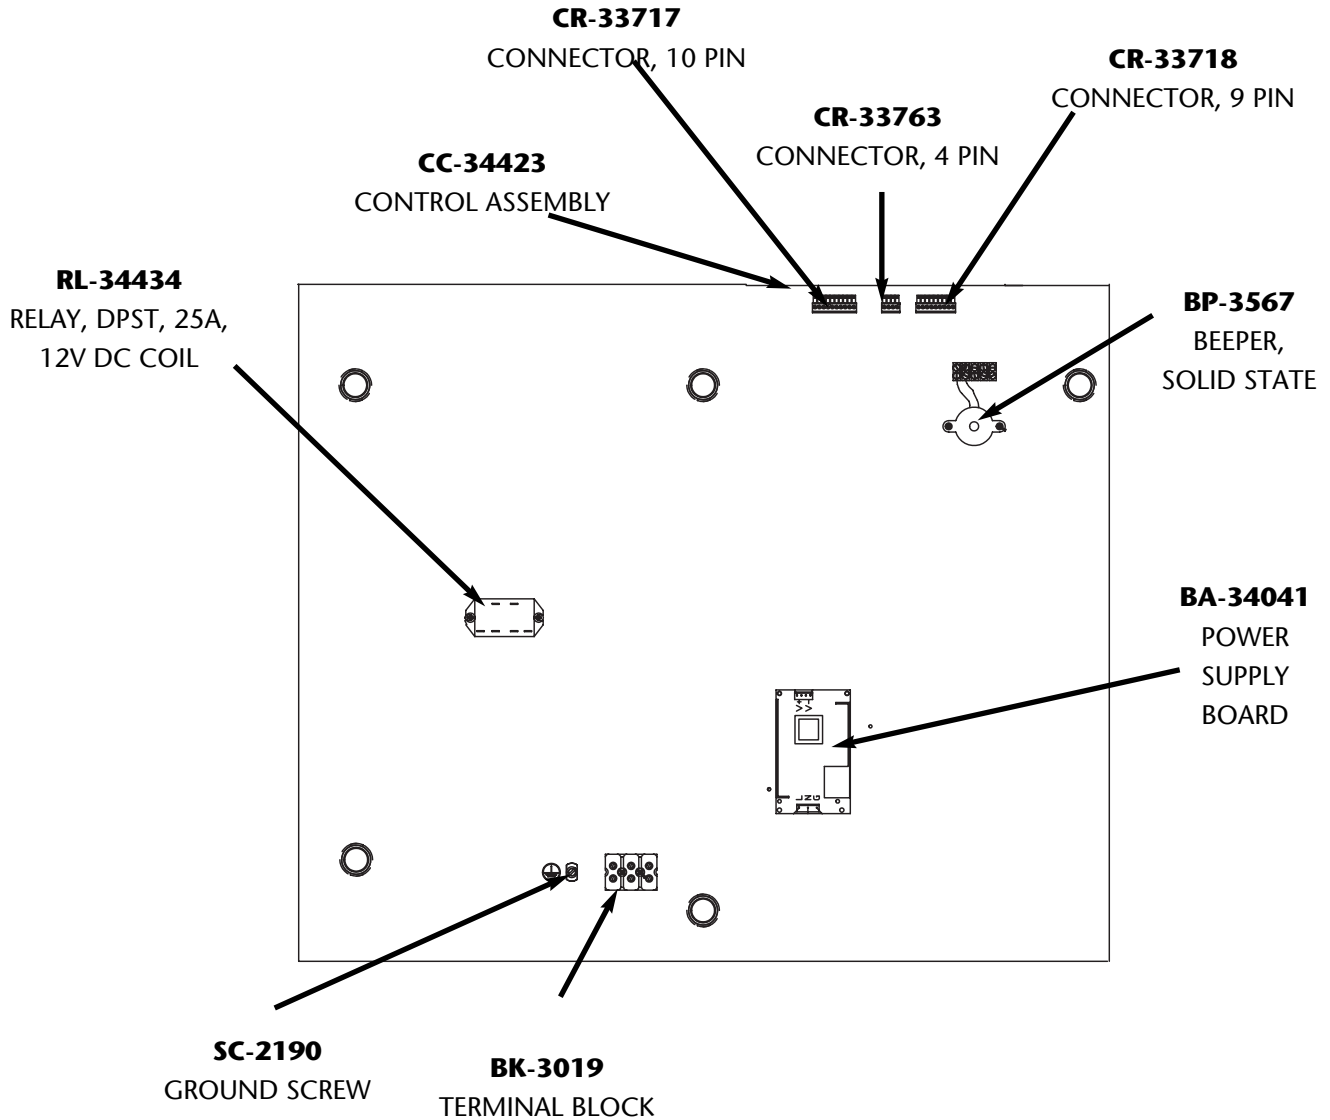 CR-33717
CONNECTOR, 10 PIN
CR-33718
CONNECTOR, 9 PIN
CR-33763
CONNECTOR, 4 PIN
CC-34423
CONTROL ASSEMBLY
RL-34434
RELAY, DPST, 25A,
12V DC COIL
BP-3567
BEEPER,
SOLID STATE
BA-34041
POWER
SUPPLY
BOARD
V+
V-
L
N
G
SC-2190
GROUND SCREW
BK-3019
TERMINAL BLOCK